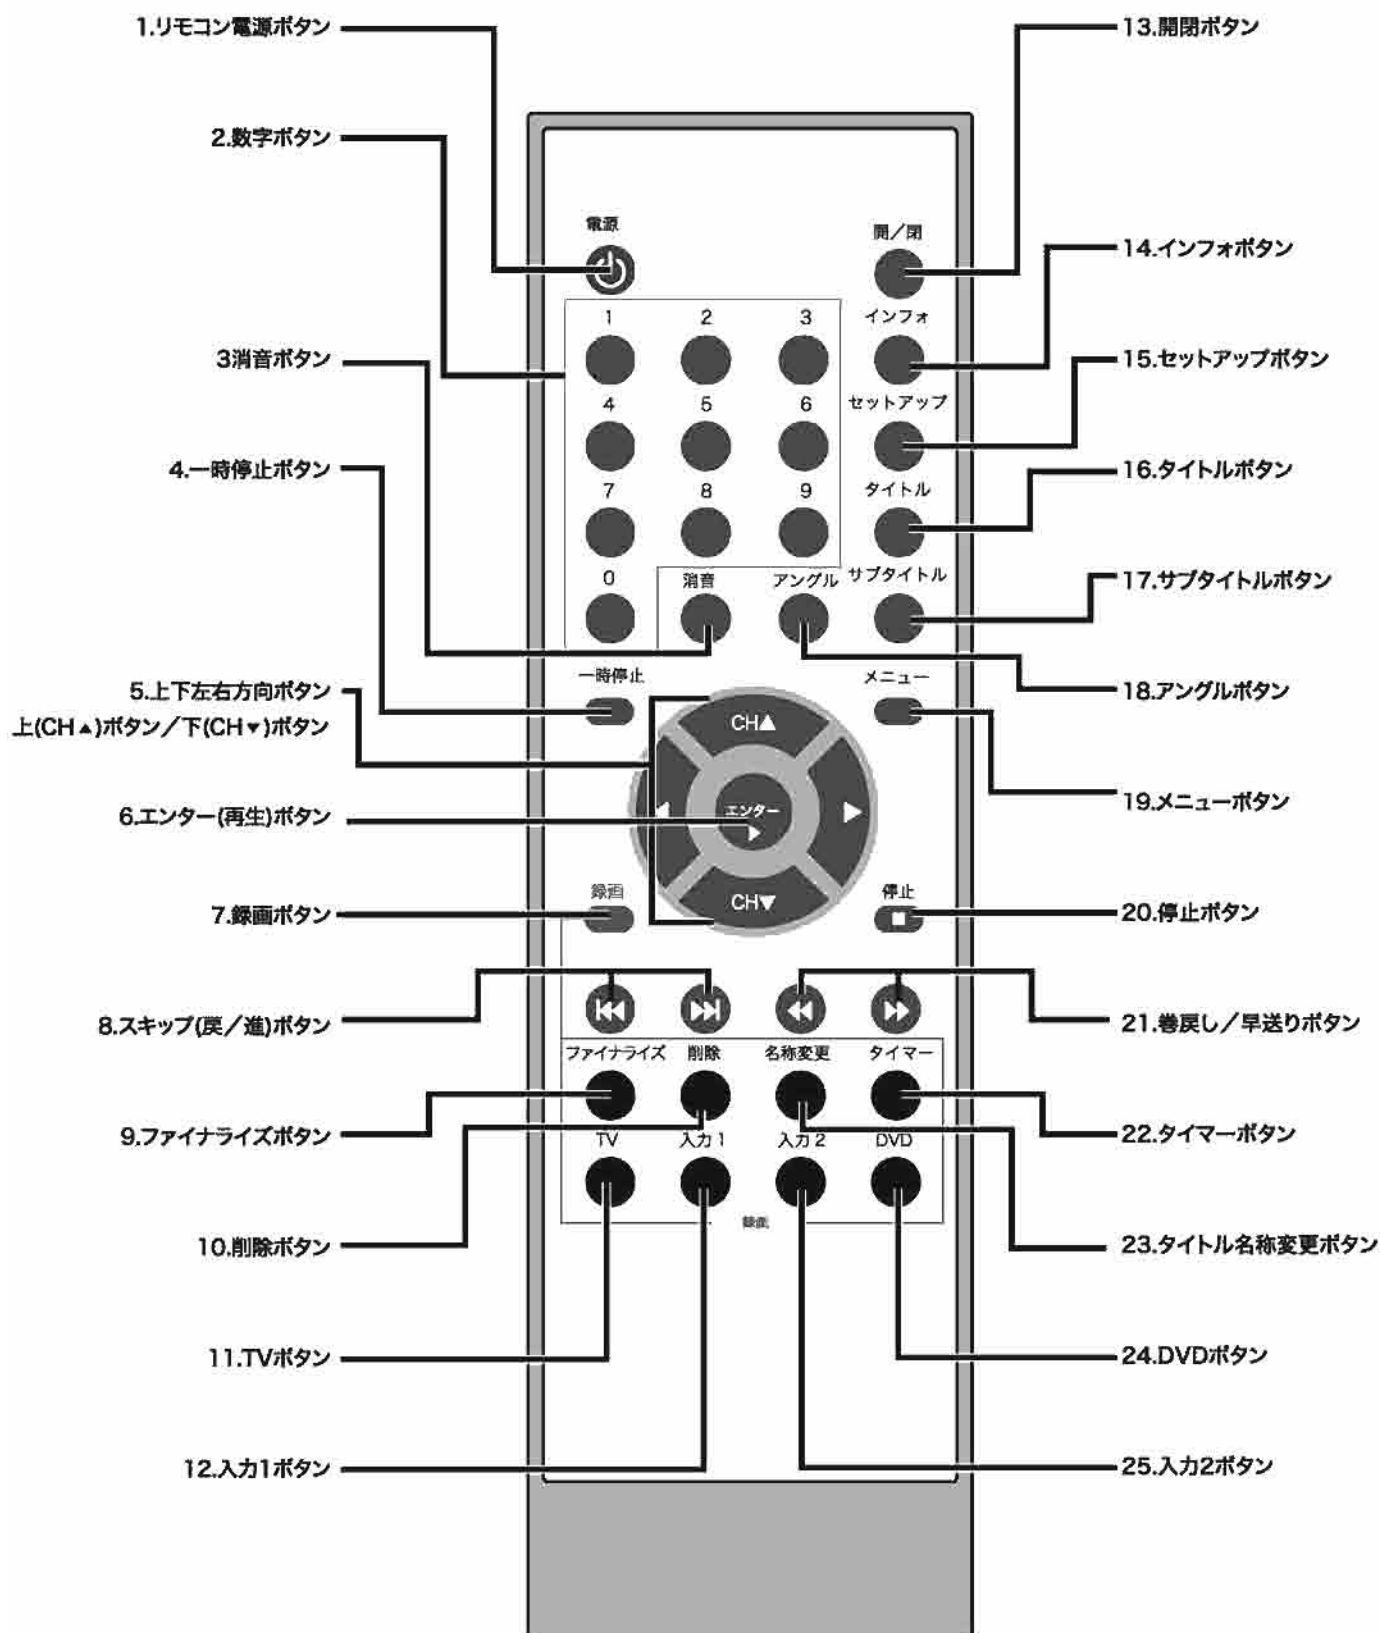 1.リモコン電源ボタン
2.数字ボタン
3消音ボタン
4.一時停止ボタン
5.上下左右方向ボタン
上(CH▲)ボタン／下(CH▼)ボタン
6.エンター(再生)ボタン
7.録画ボタン
8.スキップ(戻／進)ボタン
9.ファイナライズボタン
10.削除ボタン
11.TVボタン
12.入力1ボタン
電源
開／閉
1 2 3 インフォ
4 5 6 セットアップ
7 8 9 タイトル
0 消音 アングル サブタイトル
一時停止 メニュー
CH▲
エンター
CH▼
録画 停止
ファイナライズ 削除 名称変更 タイマー
TV 入力 1 入力 2 DVD
録画
13.開閉ボタン
14.インフォボタン
15.セットアップボタン
16.タイトルボタン
17.サブタイトルボタン
18.アングルボタン
19.メニューボタン
20.停止ボタン
21.巻戻し／早送りボタン
22.タイマーボタン
23.タイトル名称変更ボタン
24.DVDボタン
25.入力2ボタン